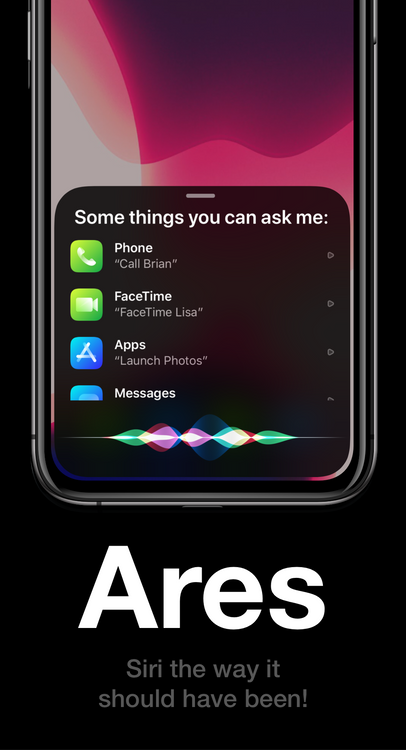 Some things you can ask me:
Phone
“Call Brian”
FaceTime
“FaceTime Lisa”
Apps
“Launch Photos”
Messages
Ares
Siri the way it
should have been!